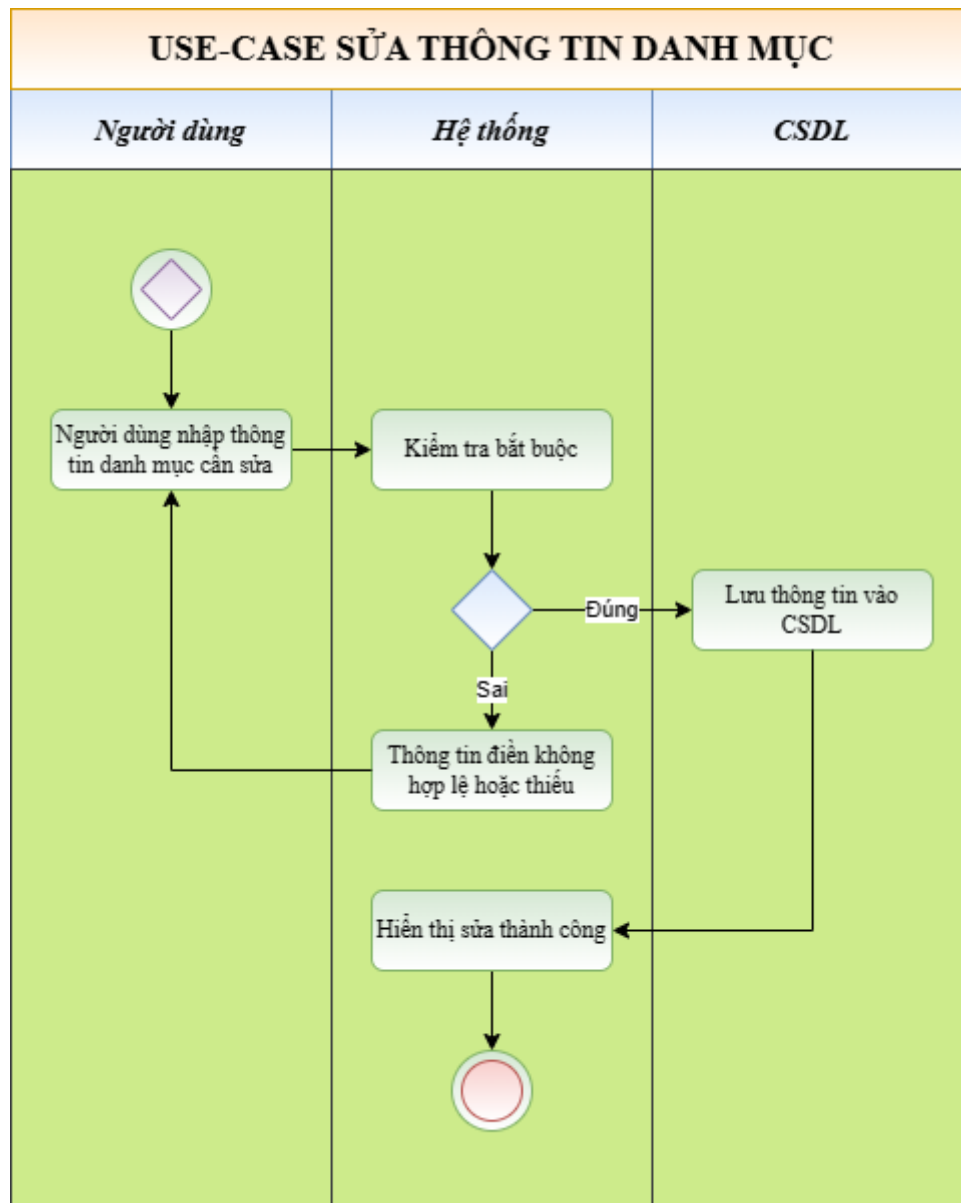 USE-CASE SỬA THÔNG TIN DANH MỤC
Người dùng
Hệ thống
CSDL
Người dùng nhập thông
tin danh mục cần sửa
Kiểm tra bắt buộc
Đúng
Lưu thông tin vào
CSDL
Sai
Thông tin điền không
hợp lệ hoặc thiếu
Hiển thị sửa thành công